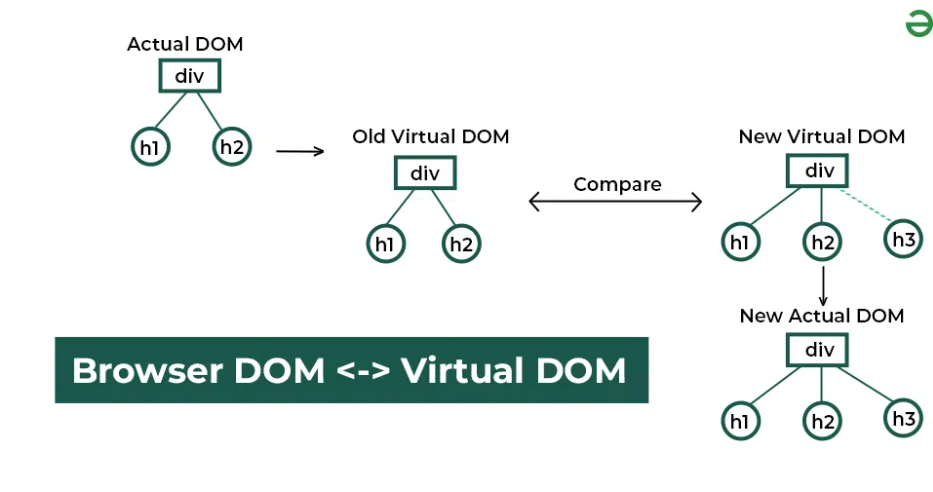 Actual DOM
div
h1
h2
Old Virtual DOM
div
h1
h2
Compare
New Virtual DOM
div
h1
h2
h3
New Actual DOM
div
h1
h2
h3
Browser DOM <-> Virtual DOM